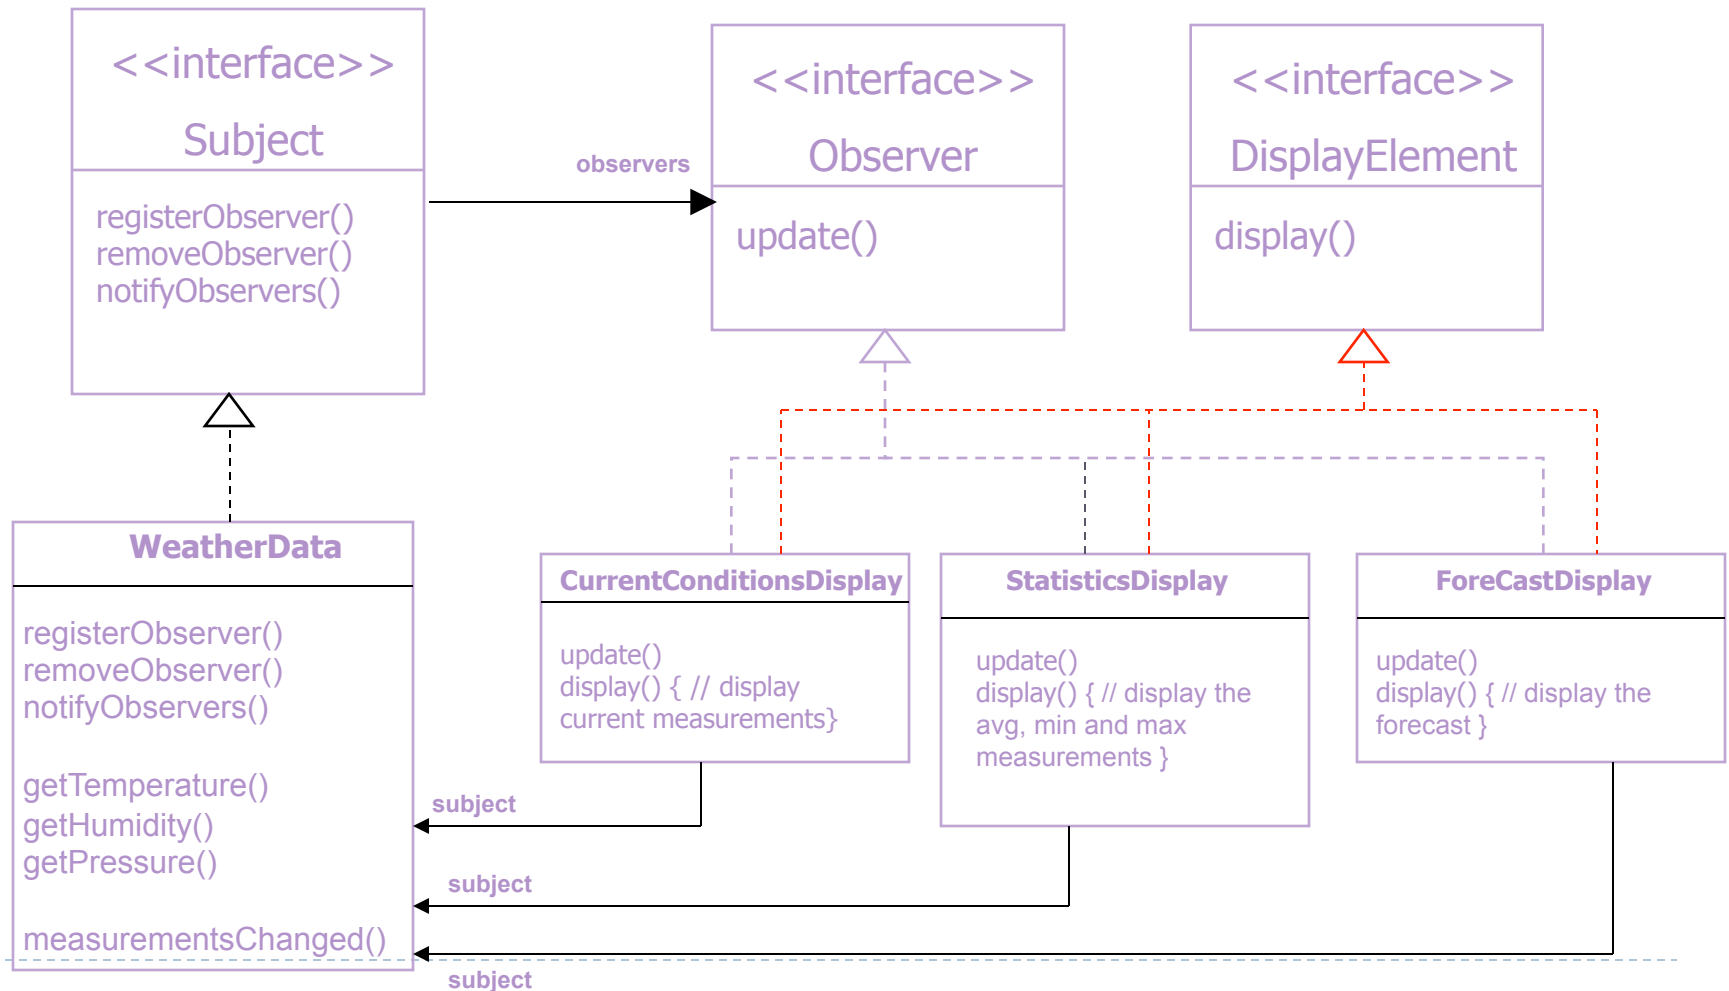 <<interface>>
Subject
registerObserver()
removeObserver()
notifyObservers()
observers
<<interface>>
Observer
update()
<<interface>>
DisplayElement
display()
WeatherData
registerObserver()
removeObserver()
notifyObservers()
getTemperature()
getHumidity()
getPressure()
measurementsChanged()
CurrentConditionsDisplay
update()
display() { // display
current measurements}
StatisticsDisplay
update()
display() { // display the
avg, min and max
measurements }
ForeCastDisplay
update()
display() { // display the
forecast }
subject
subject
subject